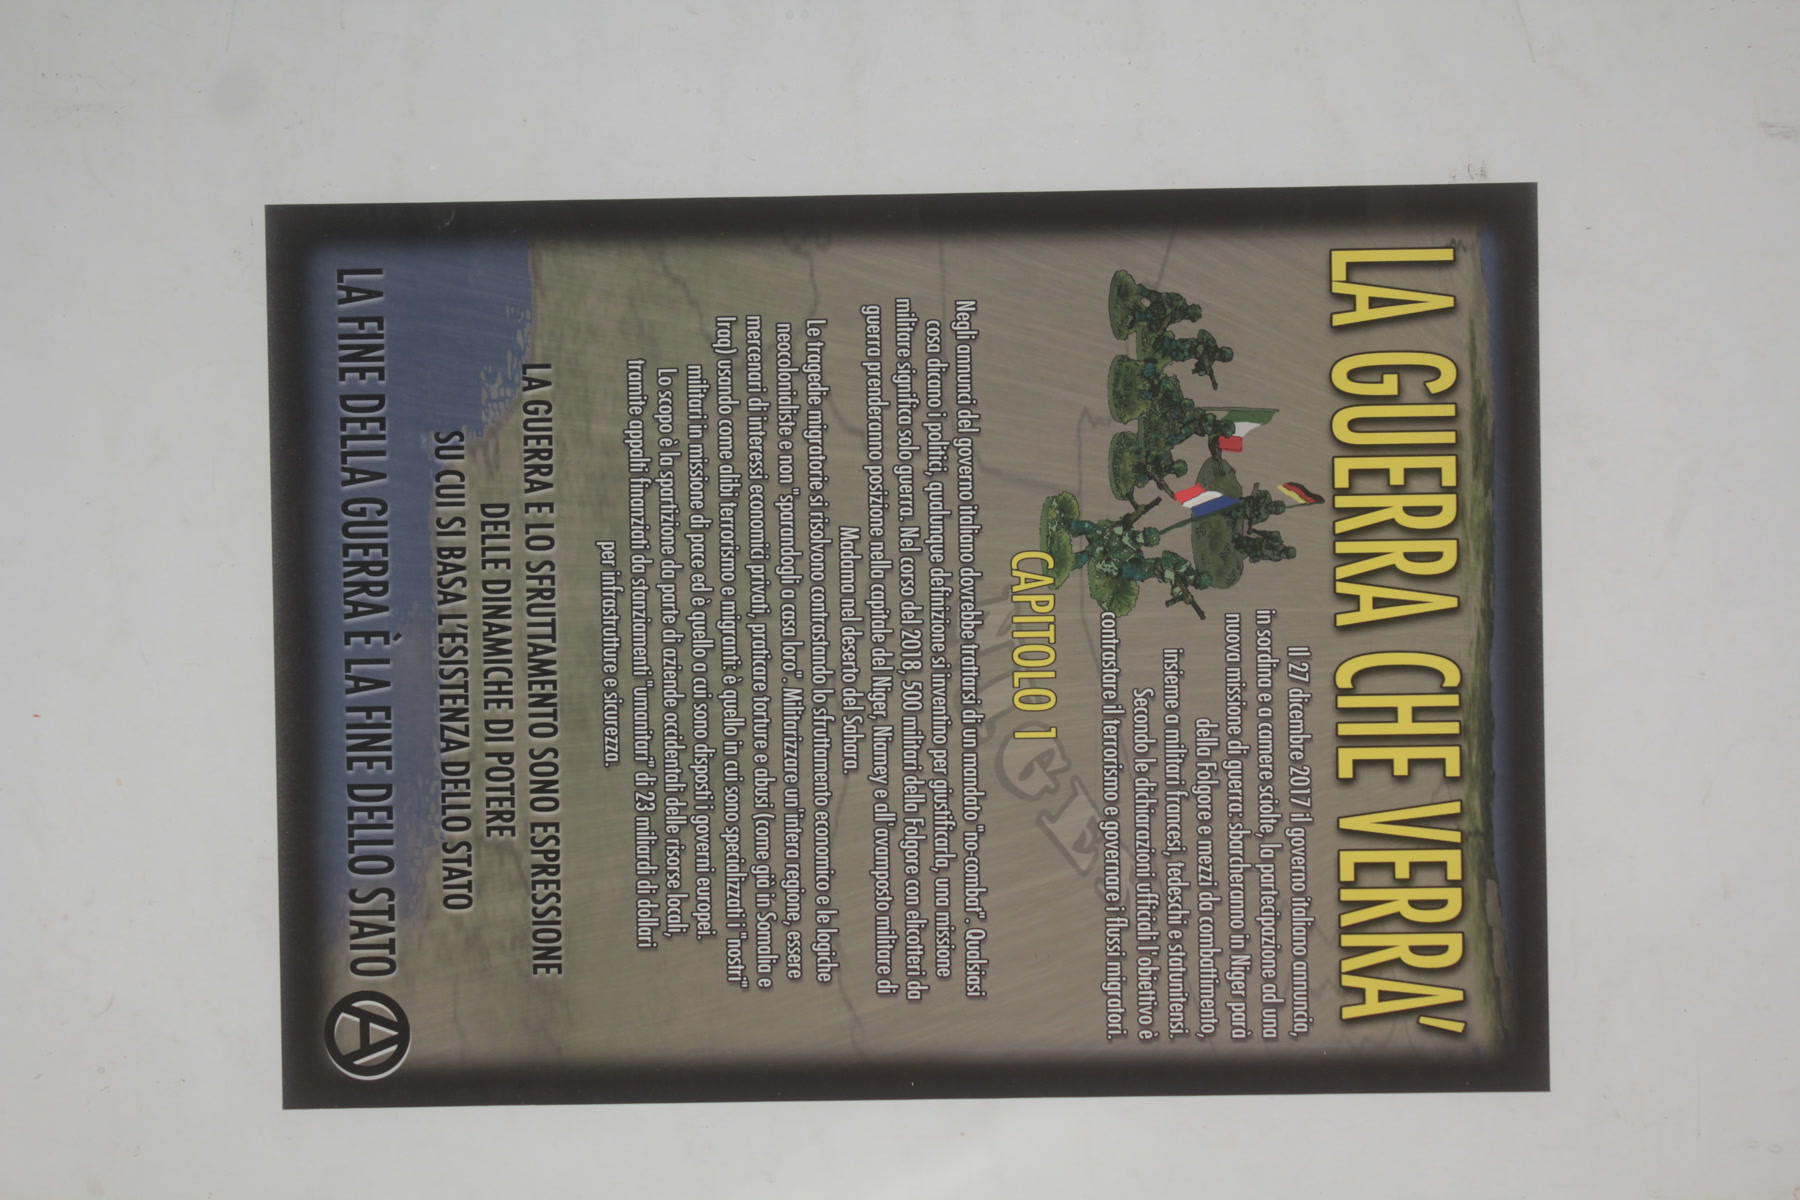 LA GUERRA CHE VERRA'
Il 27 dicembre 2017 il governo italiano annuncia,
in sordina e a camere sciolte, la partecipazione ad una
nuova missione di guerra: sbarcheranno in Niger parà
della Folgore e mezzi da combattimento,
insieme a militari francesi, tedeschi e statunitensi.
Secondo le dichiarazioni ufficiali l'obettivo è
contrastare il terrorismo e governare i flussi migratori.
CAPITOLO 1
NIGER
Negli annunci del governo italiano dovrebbe trattarsi di un mandato "no-combat". Qualsiasi
cosa dicano i politici, qualunque definizione si inventino per giustificarla, una missione
militare significa solo guerra. Nel corso del 2018, 500 militari della Folgore con elicotteri da
guerra prenderanno posizione nella capitale del Niger, Niamey e all'avamposto militare di
Madama nel deserto del Sahara.
Le tragedie migratorie si risolvono contrastando lo sfruttamento economico e le logiche
neocolonialiste e non "sparandogli a casa loro". Militarizzare un'intera regione, essere
mercenari di interessi economici privati, praticare torture e abusi (come già in Somalia e
Iraq) usando come alibi terrorismo e migranti: è quello in cui sono specializzati i "nostri"
militari in missione di pace ed è quello a cui sono disposti i governi europei.
Lo scopo è la spartizione da parte di aziende occidentali delle risorse locali,
tramite appalti finanziati da stanziamenti "umanitari" di 23 miliardi di dollari
per infrastrutture e sicurezza.
LA GUERRA E LO SFRUTTAMENTO SONO ESPRESSIONE
DELLE DINAMICHE DI POTERE
SU CUI SI BASA L'ESISTENZA DELLO STATO
LA FINE DELLA GUERRA È LA FINE DELLO STATO